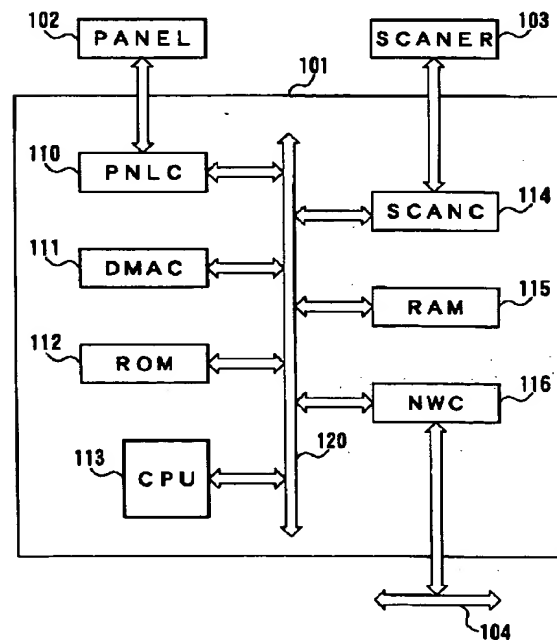 102 PANEL
SCANER 103
101
110 PNLC
SCANC 114
111 DMAC
RAM 115
112 ROM
NWC 116
113 CPU
120
104